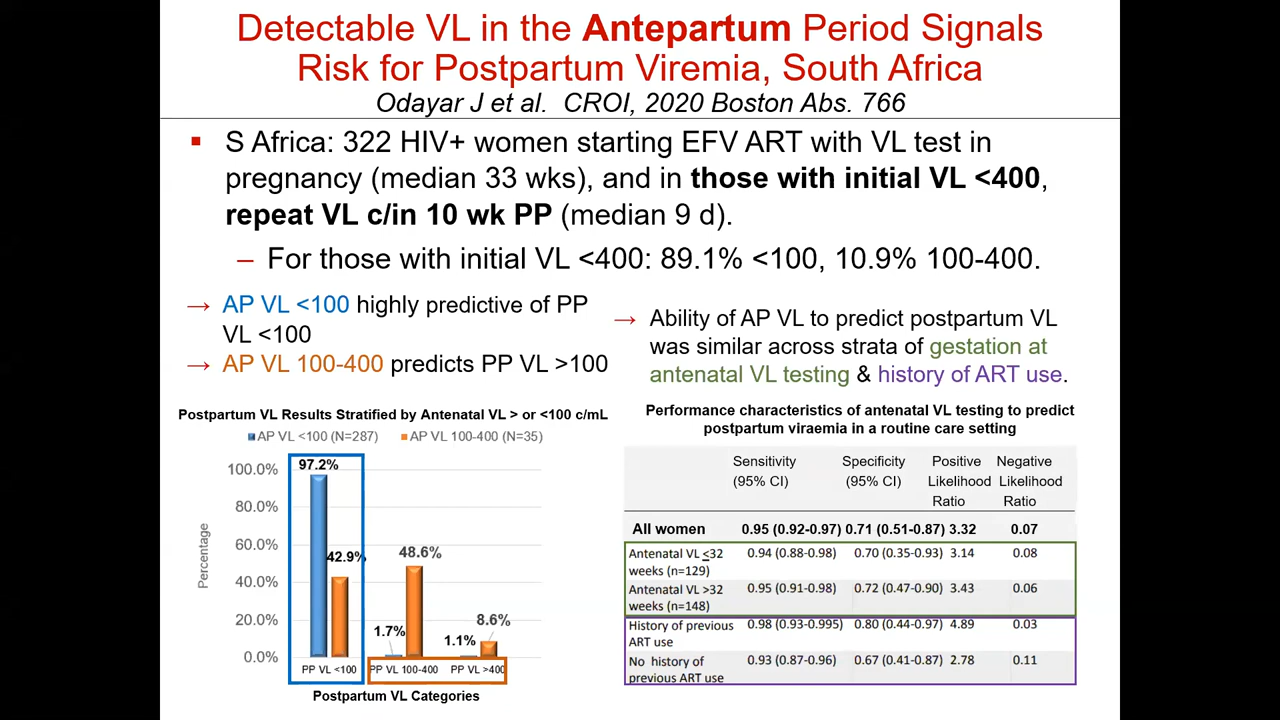 Detectable VL in the Antepartum Period Signals
Risk for Postpartum Viremia, South Africa
Odayar J et al.  CROI, 2020 Boston Abs. 766
▪ S Africa: 322 HIV+ women starting EFV ART with VL test in
pregnancy (median 33 wks), and in those with initial VL <400,
repeat VL c/in 10 wk PP (median 9 d).
– For those with initial VL <400: 89.1% <100, 10.9% 100-400.
→ AP VL <100 highly predictive of PP
VL <100
→ AP VL 100-400 predicts PP VL >100
→ Ability of AP VL to predict postpartum VL
was similar across strata of gestation at
antenatal VL testing & history of ART use.
Postpartum VL Results Stratified by Antenatal VL > or <100 c/mL
AP VL <100 (N=287) AP VL 100-400 (N=35)
Percentage
100.0%
80.0%
60.0%
40.0%
20.0%
0.0%
97.2%
42.9%
1.7%
48.6%
1.1%
8.6%
PP VL <100 PP VL 100-400 PP VL >400
Postpartum VL Categories
Performance characteristics of antenatal VL testing to predict
postpartum viraemia in a routine care setting
Sensitivity Specificity Positive Negative
(95% CI) (95% CI) Likelihood Likelihood
Ratio Ratio
All women 0.95 (0.92-0.97) 0.71 (0.51-0.87) 3.32 0.07
Antenatal VL ≤32 0.94 (0.88-0.98) 0.70 (0.35-0.93) 3.14 0.08
weeks (n=129)
Antenatal VL >32 0.95 (0.91-0.98) 0.72 (0.47-0.90) 3.43 0.06
weeks (n=148)
History of previous 0.98 (0.93-0.995) 0.80 (0.44-0.97) 4.89 0.03
ART use
No history of 0.93 (0.87-0.96) 0.67 (0.41-0.87) 2.78 0.11
previous ART use